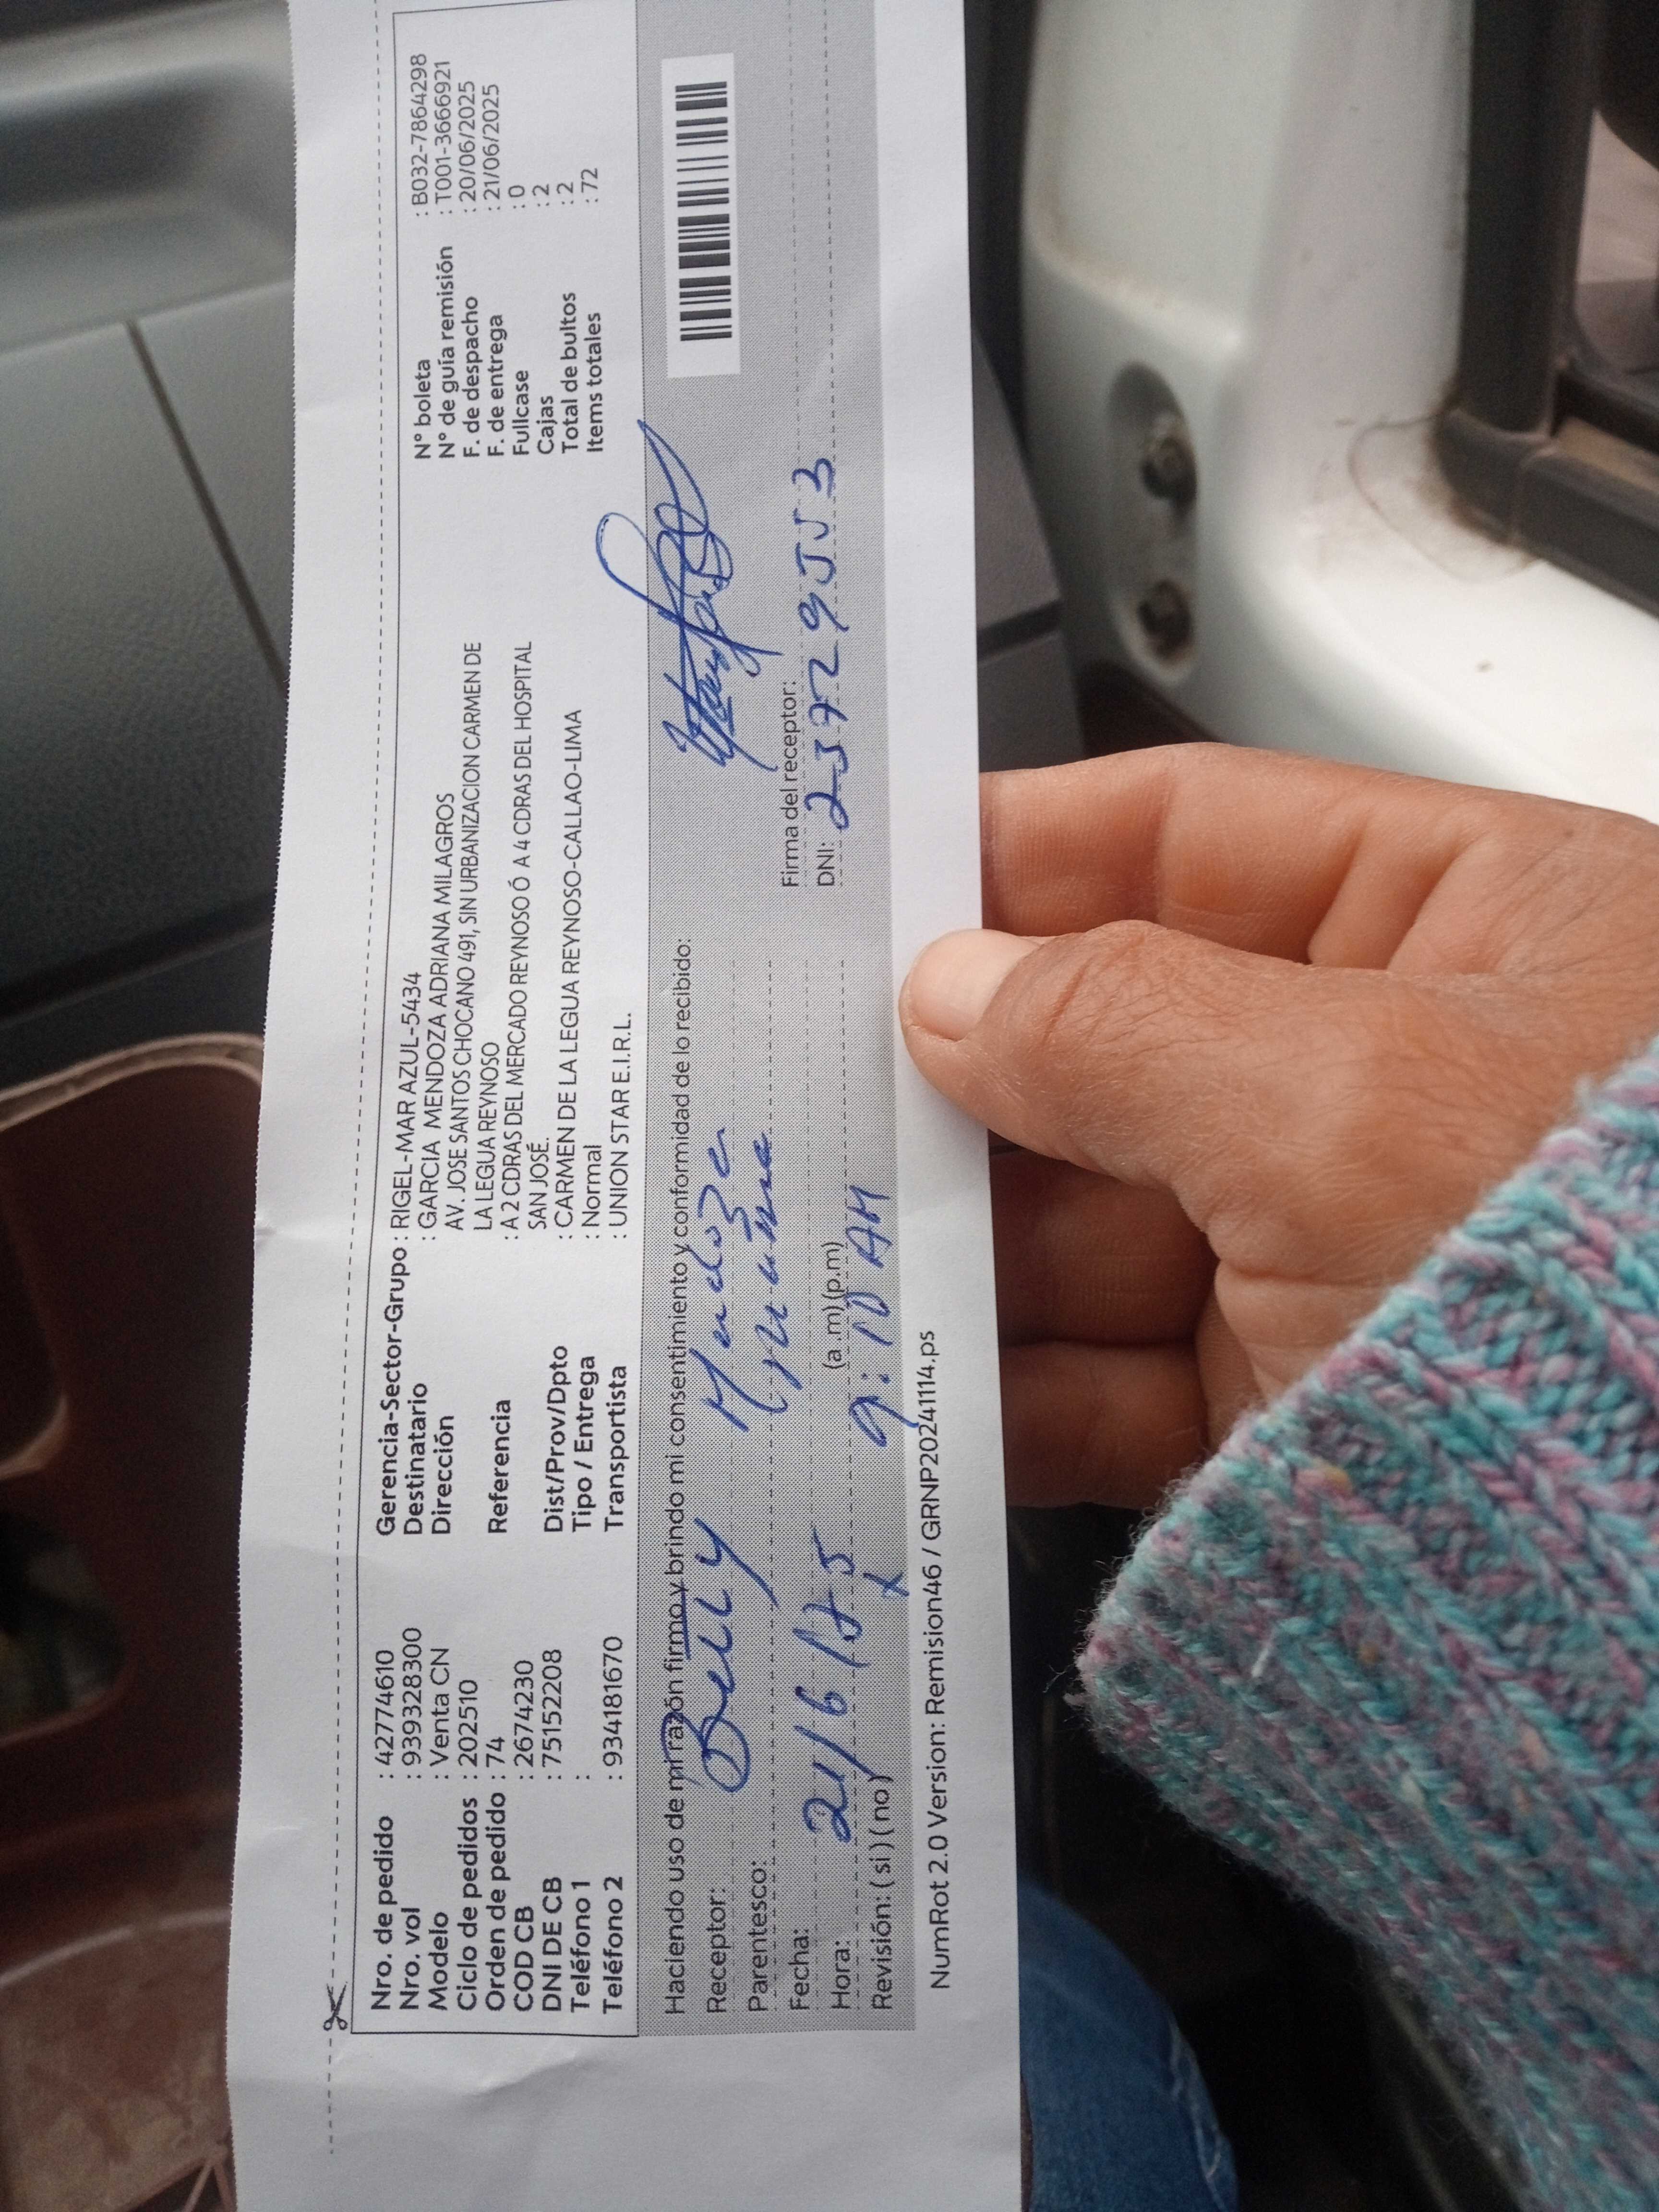 Nro. de pedido : 42774610
Nro. vol : 939328300
Modelo : Venta CN
Ciclo de pedidos : 202510
Orden de pedido : 74
COD CB : 26674230
DNI DE CB : 75152208
Teléfono 1 :
Teléfono 2 : 934181670
Gerencia-Sector-Grupo : RIGEL-MAR AZUL-5434
Destinatario : GARCIA MENDOZA ADRIANA MILAGROS
Dirección AV. JOSE SANTOS CHOCANO 491, SIN URBANIZACION CARMEN DE
LA LEGUA REYNOSO
Referencia : A 2 CDRAS DEL MERCADO REYNOSO Ó A 4 CDRAS DEL HOSPITAL
SAN JOSÉ.
Dist/Prov/Dpto : CARMEN DE LA LEGUA REYNOSO-CALLAO-LIMA
Tipo / Entrega : Normal
Transportista : UNION STAR E.I.R.L.
N° boleta : B032-7864298
N° de guía remisión : T001-3666921
F. de despacho : 20/06/2025
F. de entrega : 21/06/2025
Fullcase : 0
Cajas : 2
Total de bultos : 2
Items totales : 72
Haciendo uso de mi razón firmo y brindo mi consentimiento y conformidad de lo recibido:
Receptor: Billy
Parentesco:
Fecha: 21/6/25
Hora: (a .m) (p.m) 9:10 AM
Revisión: ( si ) ( no )
Firma del receptor:
DNI:
NumRot 2.0 Version: Remision46 / GRNP20241114.ps